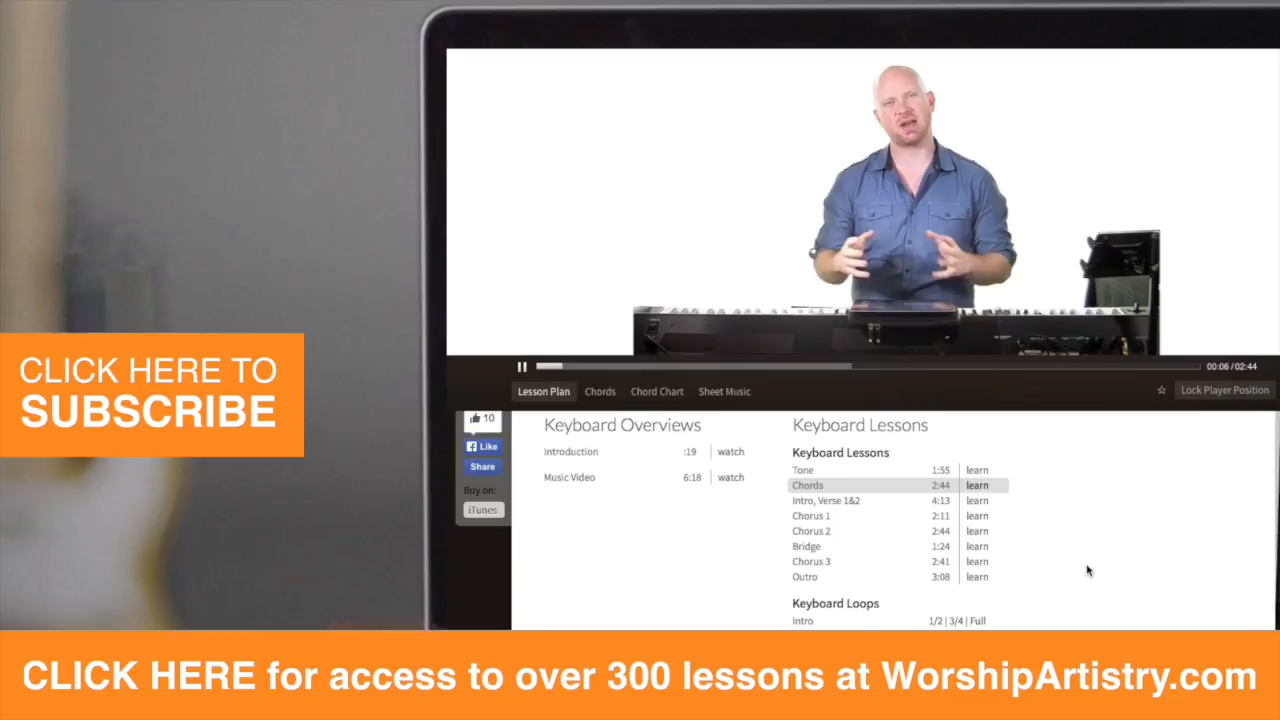 CLICK HERE TO
SUBSCRIBE
00:06 / 02:44
Lesson Plan Chords Chord Chart Sheet Music ☆ Lock Player Position
10
Like
Share
Buy on:
iTunes
Keyboard Overviews
Introduction :19 watch
Music Video 6:18 watch
Keyboard Lessons
Keyboard Lessons
Tone 1:55 learn
Chords 2:44 learn
Intro, Verse 1&2 4:13 learn
Chorus 1 2:11 learn
Chorus 2 2:44 learn
Bridge 1:24 learn
Chorus 3 2:41 learn
Outro 3:08 learn
Keyboard Loops
Intro 1/2 | 3/4 | Full
CLICK HERE for access to over 300 lessons at WorshipArtistry.com